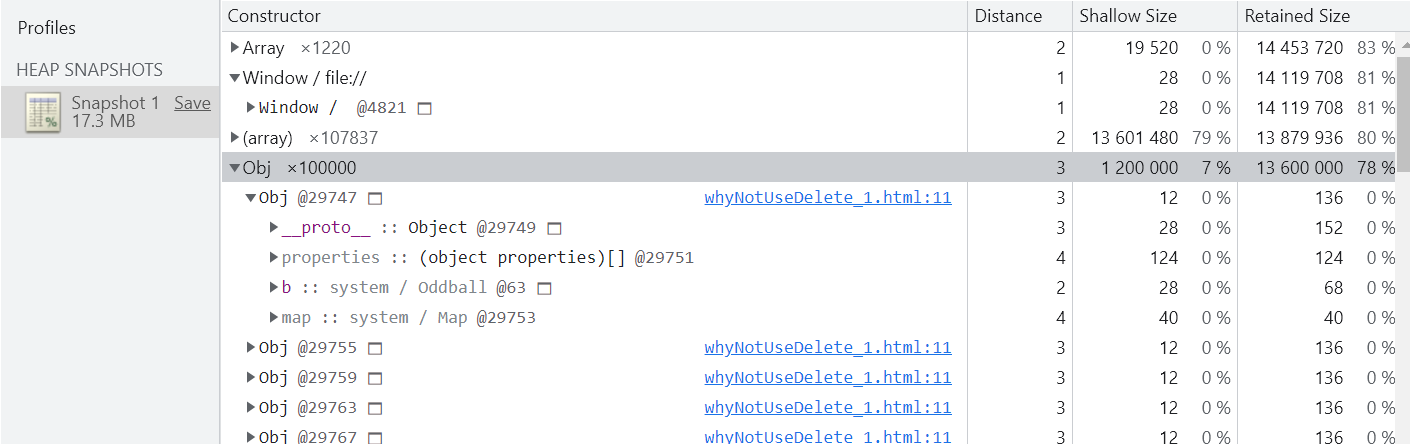 Profiles
HEAP SNAPSHOTS
Snapshot 1 Save
17.3 MB
Constructor Distance Shallow Size Retained Size
Array ×1220 2 19 520 0 % 14 453 720 83 %
Window / file:// 1 28 0 % 14 119 708 81 %
Window / @4821 1 28 0 % 14 119 708 81 %
(array) ×107837 2 13 601 480 79 % 13 879 936 80 %
Obj ×100000 3 1 200 000 7 % 13 600 000 78 %
Obj @29747 whyNotUseDelete_1.html:11 3 12 0 % 136 0 %
__proto__ :: Object @29749 3 28 0 % 152 0 %
properties :: (object properties)[] @29751 4 124 0 % 124 0 %
b :: system / Oddball @63 2 28 0 % 68 0 %
map :: system / Map @29753 4 40 0 % 40 0 %
Obj @29755 whyNotUseDelete_1.html:11 3 12 0 % 136 0 %
Obj @29759 whyNotUseDelete_1.html:11 3 12 0 % 136 0 %
Obj @29763 whyNotUseDelete_1.html:11 3 12 0 % 136 0 %
Obj @29767 whyNotUseDelete_1.html:11 3 12 0 % 136 0 %